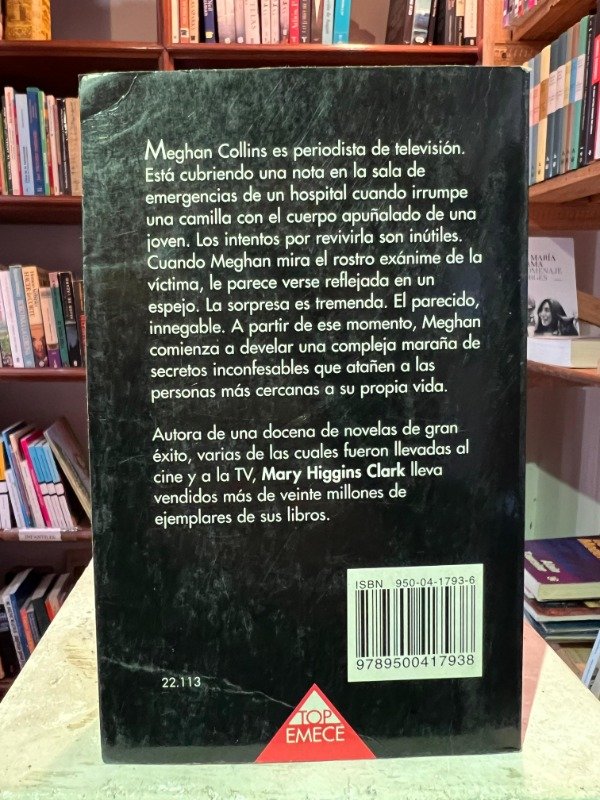 Meghan Collins es periodista de televisión.
Está cubriendo una nota en la sala de
emergencias de un hospital cuando irrumpe
una camilla con el cuerpo apuñalado de una
joven. Los intentos por revivirla son inútiles.
Cuando Meghan mira el rostro exánime de la
víctima, le parece verse reflejada en un
espejo. La sorpresa es tremenda. El parecido,
innegable. A partir de ese momento, Meghan
comienza a develar una compleja maraña de
secretos inconfesables que atañen a las
personas más cercanas a su propia vida.
Autora de una docena de novelas de gran
éxito, varias de las cuales fueron llevadas al
cine y a la TV, Mary Higgins Clark lleva
vendidos más de veinte millones de
ejemplares de sus libros.
ISBN 950-04-1793-6
9789500417938
22.113
TOP
EMECÉ
INFANTILES
MARÍA